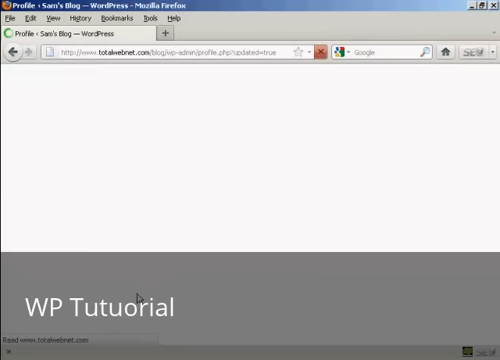 Profile ‹ Sam's Blog — WordPress - Mozilla Firefox
File Edit View History Bookmarks Tools Help
Profile ‹ Sam's Blog — WordPress
http://www.totalwebnet.com/blog/wp-admin/profile.php?updated=true
Google
WP Tutuorial
Read www.totalwebnet.com